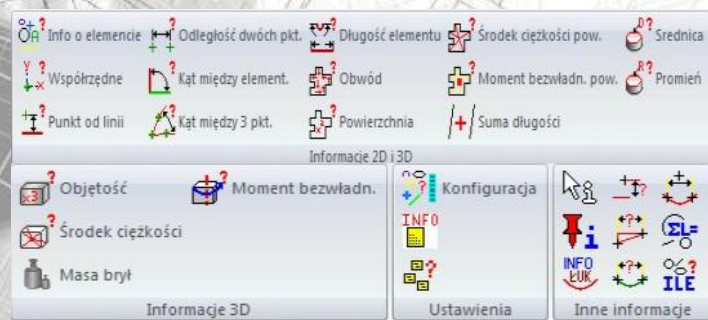 Info o elemencie Odległość dwóch pkt. Długość elementu Środek ciężkości pow. Srednica
Współrzędne Kąt między element. Obwód Moment bezwładn. pow. Promień
Punkt od linii Kąt między 3 pkt. Powierzchnia Suma długości
Informacje 2D i 3D
Objętość Moment bezwładn.
Środek ciężkości
Masa brył
Informacje 3D
Konfiguracja
INFO
Ustawienia
ΣL=
INFO ŁUK %? ILE
Inne informacje